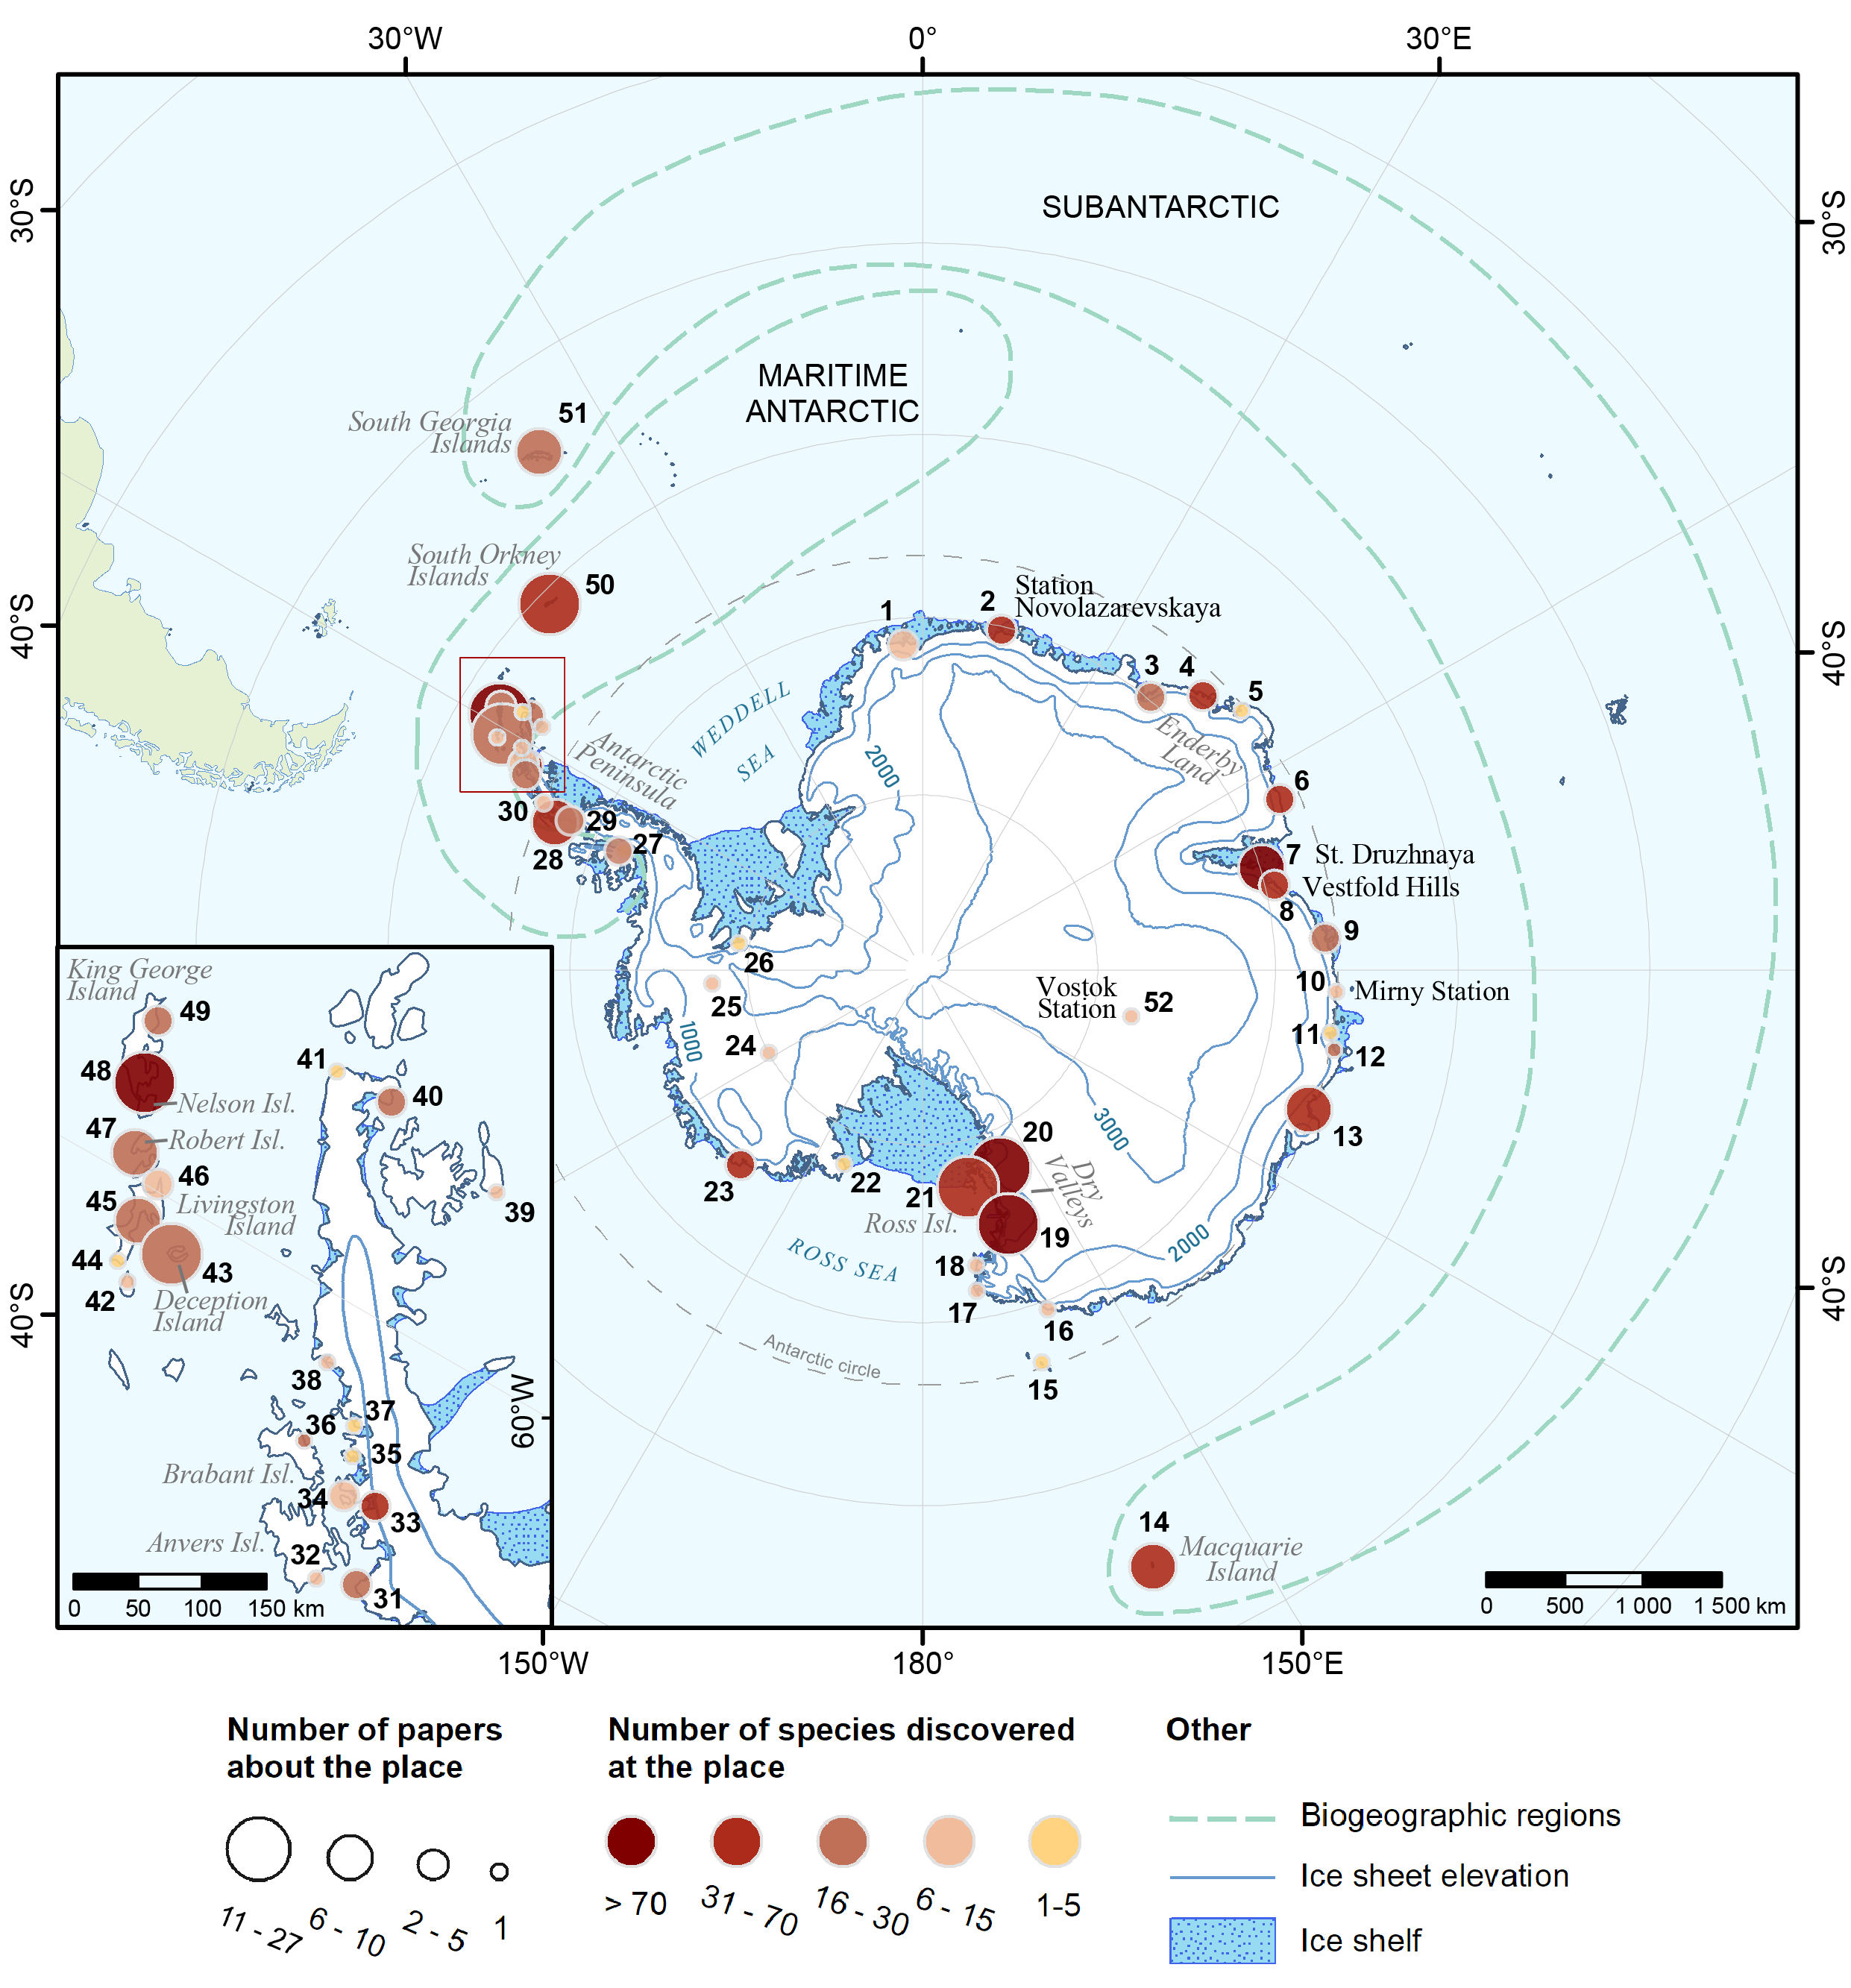 30°W
0°
30°E
30°S
30°S
SUBANTARCTIC
MARITIME
ANTARCTIC
51
South Georgia
Islands
South Orkney
Islands
50
40°S
40°S
1
2
Station
Novolazarevskaya
3
4
5
Enderby
Land
WEDDELL
SEA
2000
Antarctic
Peninsula
30
29
28
27
6
7
St. Druzhnaya
Vestfold Hills
8
9
10
Mirny Station
11
12
13
26
25
24
1000
Vostok
Station
52
3000
20
Dry
Valleys
21
Ross Isl.
19
22
23
ROSS SEA
18
17
16
2000
15
Antarctic circle
14
Macquarie
Island
40°S
40°S
0
500
1 000
1 500 km
King George
Island
49
48
Nelson Isl.
47
Robert Isl.
46
45
Livingston
Island
44
43
42
Deception
Island
41
40
39
38
37
36
35
Brabant Isl.
34
33
Anvers Isl.
32
31
60°W
0
50
100
150 km
150°W
180°
150°E
Number of papers
about the place
11 - 27
6 - 10
2 - 5
1
Number of species discovered
at the place
> 70
31 - 70
16 - 30
6 - 15
1-5
Other
Biogeographic regions
Ice sheet elevation
Ice shelf